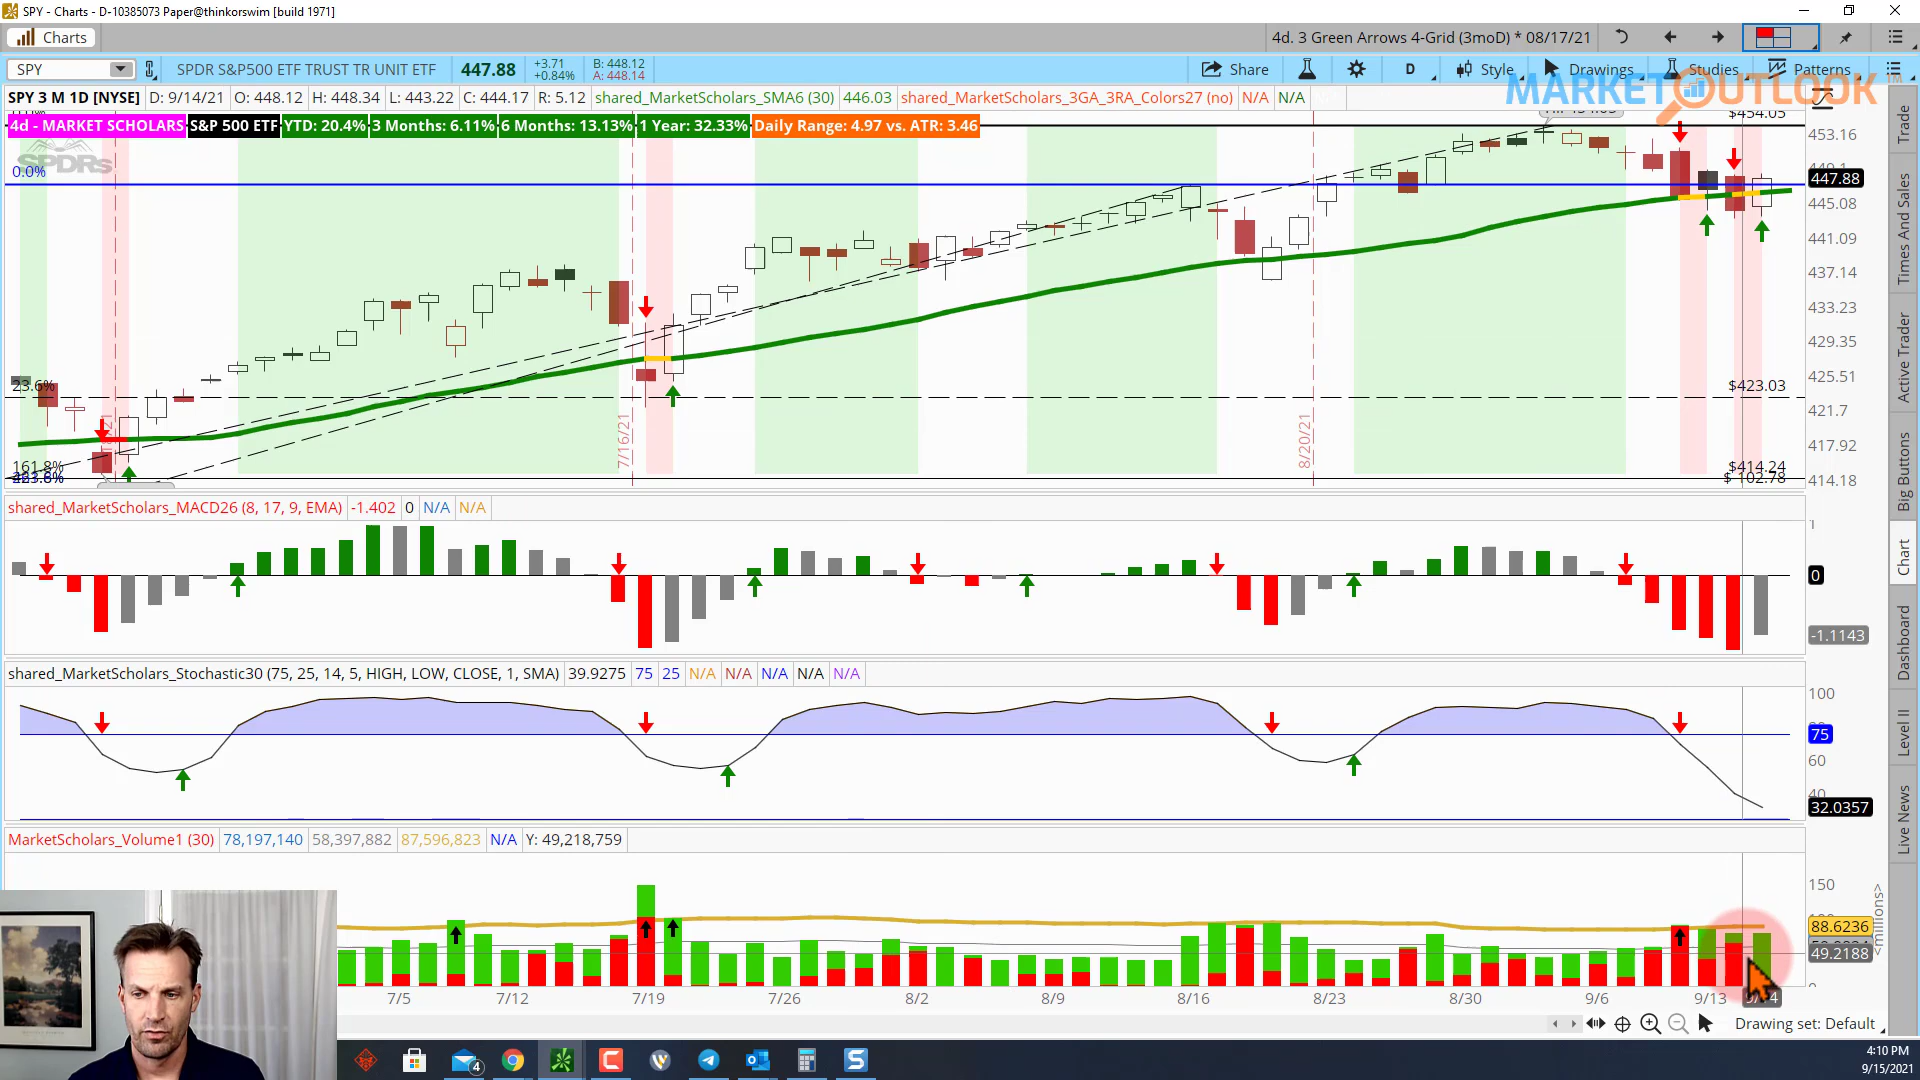 SPY - Charts - D-10385073 Paper@thinkorswim [build 1971]
Charts
4d. 3 Green Arrows 4-Grid (3moD) * 08/17/21
SPY
SPDR S&P500 ETF TRUST TR UNIT ETF
447.88
+3.71
+0.84%
B: 448.12
A: 448.14
Share
D
Style
Drawings
Studies
Patterns
MARKET OUTLOOK
SPY 3 M 1D [NYSE]
D: 9/14/21
O: 448.12
H: 448.34
L: 443.22
C: 444.17
R: 5.12
shared_MarketScholars_SMA6 (30)
446.03
shared_MarketScholars_3GA_3RA_Colors27 (no)
N/A
N/A
4d - MARKET SCHOLARS
S&P 500 ETF
YTD: 20.4%
3 Months: 6.11%
6 Months: 13.13%
1 Year: 32.33%
Daily Range: 4.97 vs. ATR: 3.46
SPDRs
$454.05
453.16
0.0%
447.88
445.08
441.09
437.14
433.23
429.35
425.51
23.6%
$423.03
421.7
417.92
414.18
161.8%
$414.24
$ 102.78
7/16/21
8/20/21
shared_MarketScholars_MACD26 (8, 17, 9, EMA)
-1.402
0
N/A
N/A
1
0
-1.1143
shared_MarketScholars_Stochastic30 (75, 25, 14, 5, HIGH, LOW, CLOSE, 1, SMA)
39.9275
75
25
N/A
N/A
N/A
N/A
N/A
100
75
60
40
32.0357
MarketScholars_Volume1 (30)
78,197,140
58,397,882
87,596,823
N/A
Y: 49,218,759
150
88.6236
49.2188
<millions>
7/5
7/12
7/19
7/26
8/2
8/9
8/16
8/23
8/30
9/6
9/13
Drawing set: Default
Trade
Times And Sales
Active Trader
Big Buttons
Chart
Dashboard
Level II
Live News
4
4:10 PM
9/15/2021